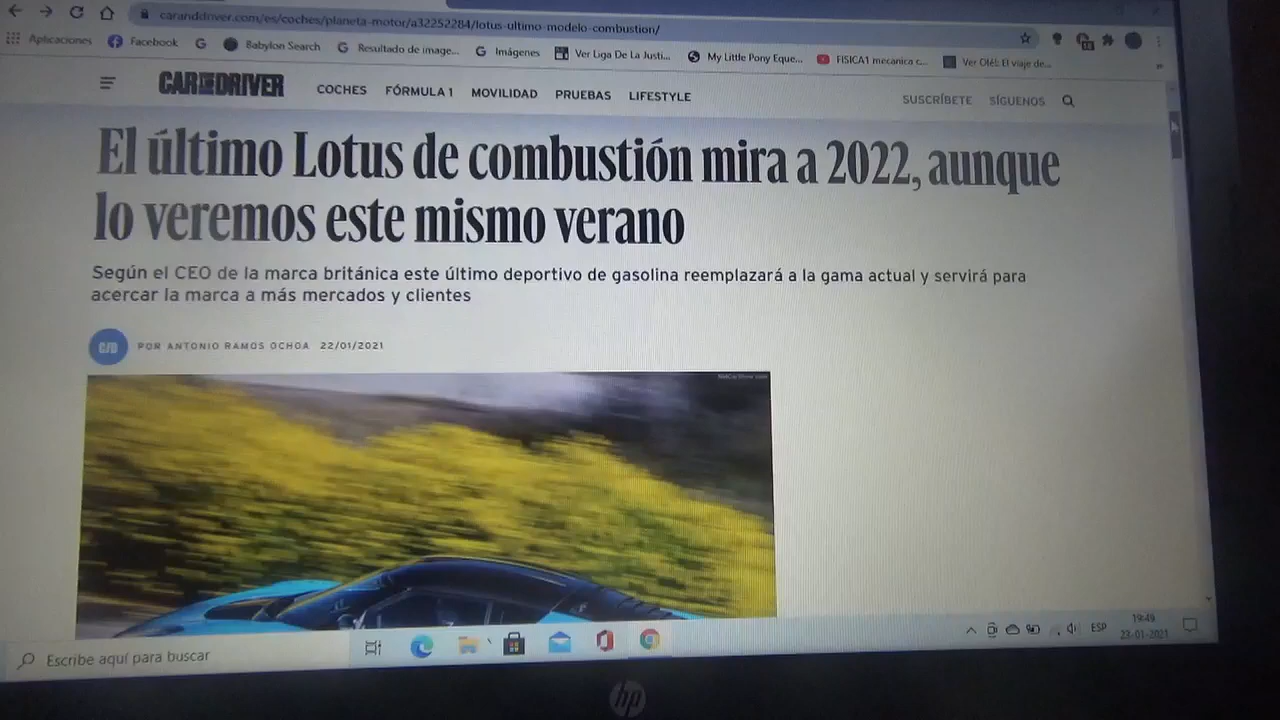 caranddriver.com/es/coches/planeta-motor/a32252284/lotus-ultimo-modelo-combustion/
Aplicaciones Facebook Babylon Search Resultado de image... Imágenes Ver Liga De La Justi... My Little Pony Eque... FISICA1 mecanica c... Ver Olé!: El viaje de...
CAR AND DRIVER COCHES FÓRMULA 1 MOVILIDAD PRUEBAS LIFESTYLE SUSCRÍBETE SÍGUENOS
El último Lotus de combustión mira a 2022, aunque
lo veremos este mismo verano
Según el CEO de la marca británica este último deportivo de gasolina reemplazará a la gama actual y servirá para
acercar la marca a más mercados y clientes
C/D POR ANTONIO RAMOS OCHOA 22/01/2021
Escribe aquí para buscar
ESP 19:49
23-01-2021
hp